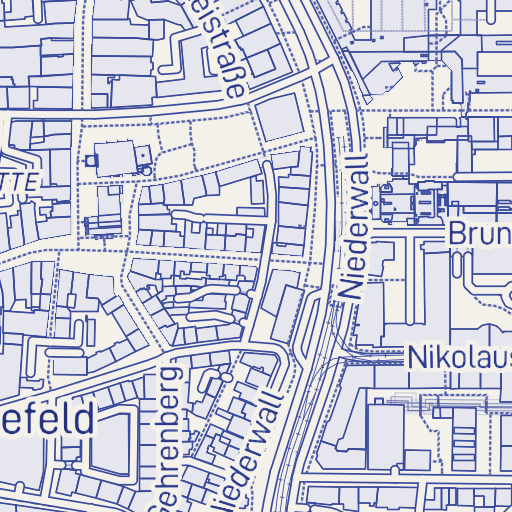 eistraße
TTE
Niederwall
Brun
Nikolaus
efeld
Gehrenberg
Niederwall